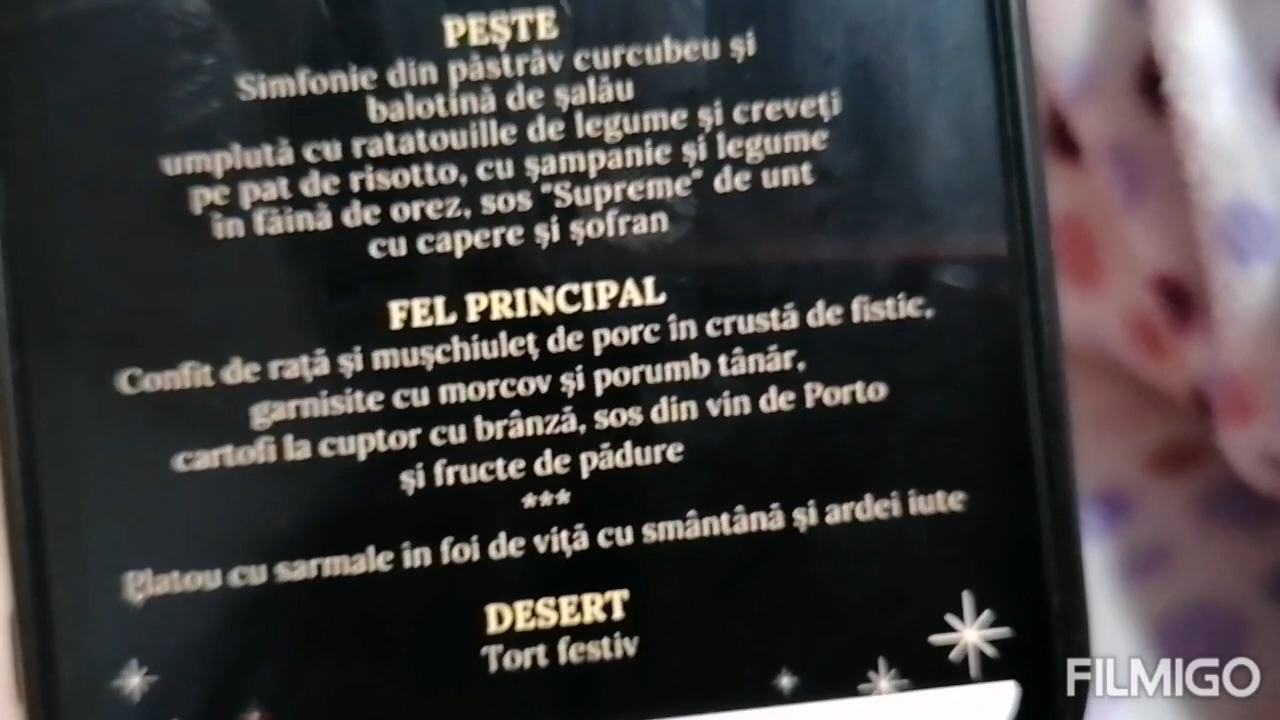 PEȘTE
Simfonie din păstrăv curcubeu și
balotină de șalău
umplută cu ratatouille de legume și creveți
pe pat de risotto, cu șampanie și legume
în făină de orez, sos "Supreme" de unt
cu capere și șofran
FEL PRINCIPAL
Confit de rață și mușchiuleț de porc în crustă de fistic,
garnisite cu morcov și porumb tânăr,
cartofi la cuptor cu brânză, sos din vin de Porto
și fructe de pădure
***
Platou cu sarmale în foi de viță cu smântână și ardei iute
DESERT
Tort festiv
FILMIGO